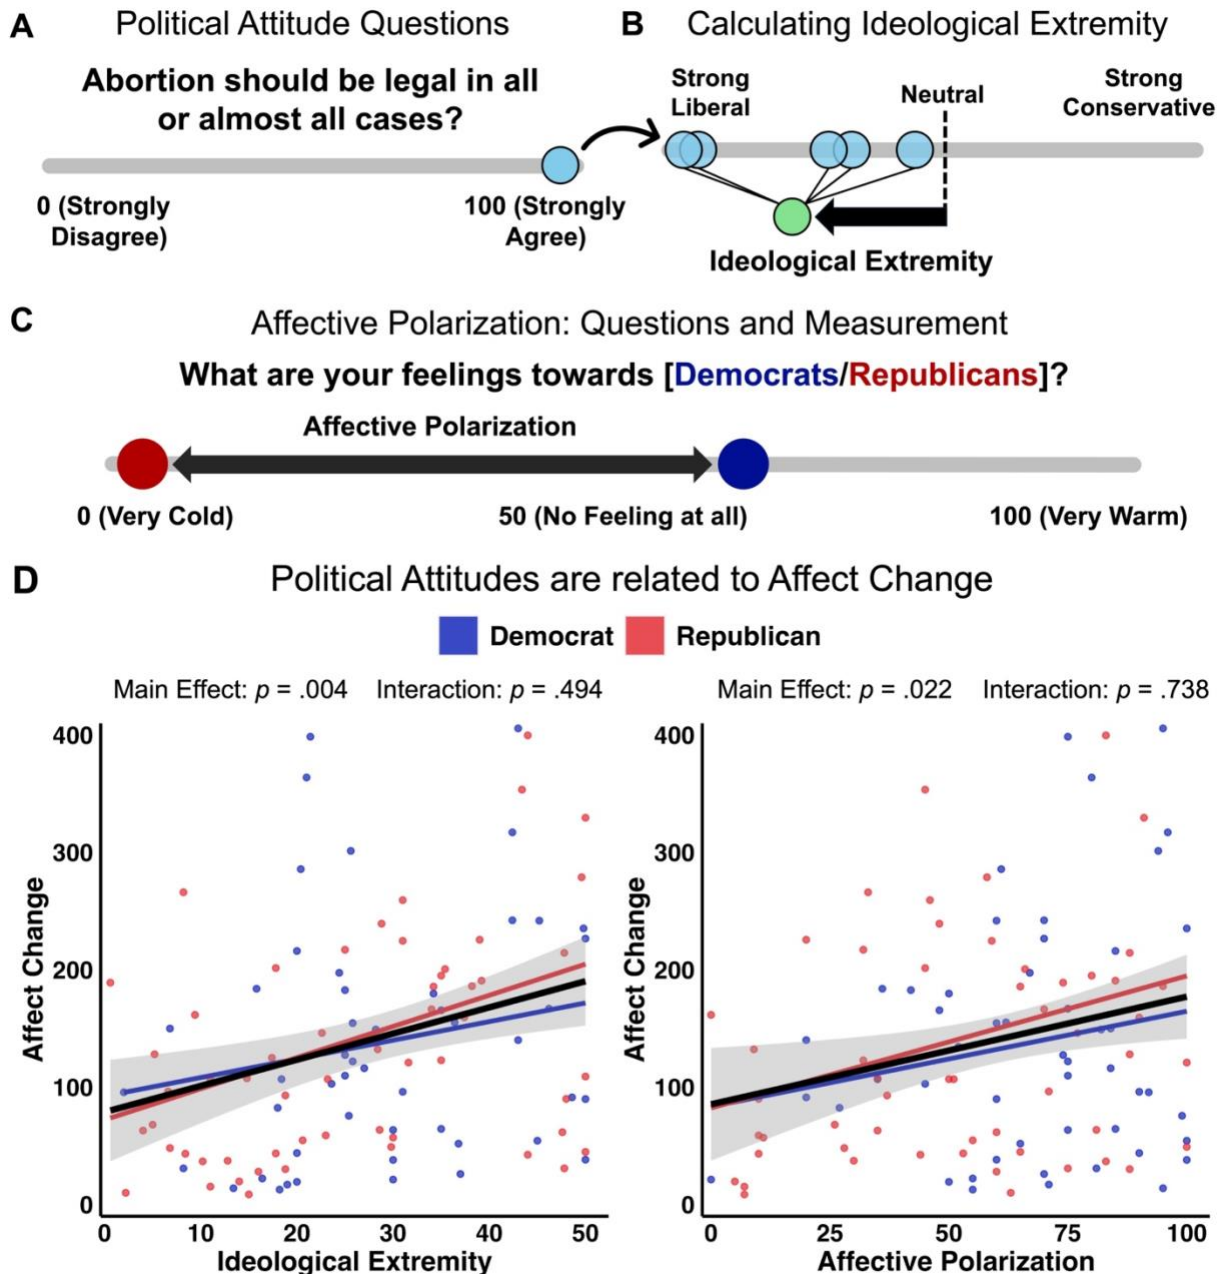 A Political Attitude Questions
Abortion should be legal in all
or almost all cases?
0 (Strongly
Disagree)
100 (Strongly
Agree)
B Calculating Ideological Extremity
Strong
Liberal
Neutral
Strong
Conservative
Ideological Extremity
C Affective Polarization: Questions and Measurement
What are your feelings towards [Democrats/Republicans]?
Affective Polarization
0 (Very Cold)
50 (No Feeling at all)
100 (Very Warm)
D Political Attitudes are related to Affect Change
Democrat Republican
Main Effect: p = .004 Interaction: p = .494
Affect Change
400
300
200
100
0
0 10 20 30 40 50
Ideological Extremity
Main Effect: p = .022 Interaction: p = .738
Affect Change
400
300
200
100
0
0 25 50 75 100
Affective Polarization